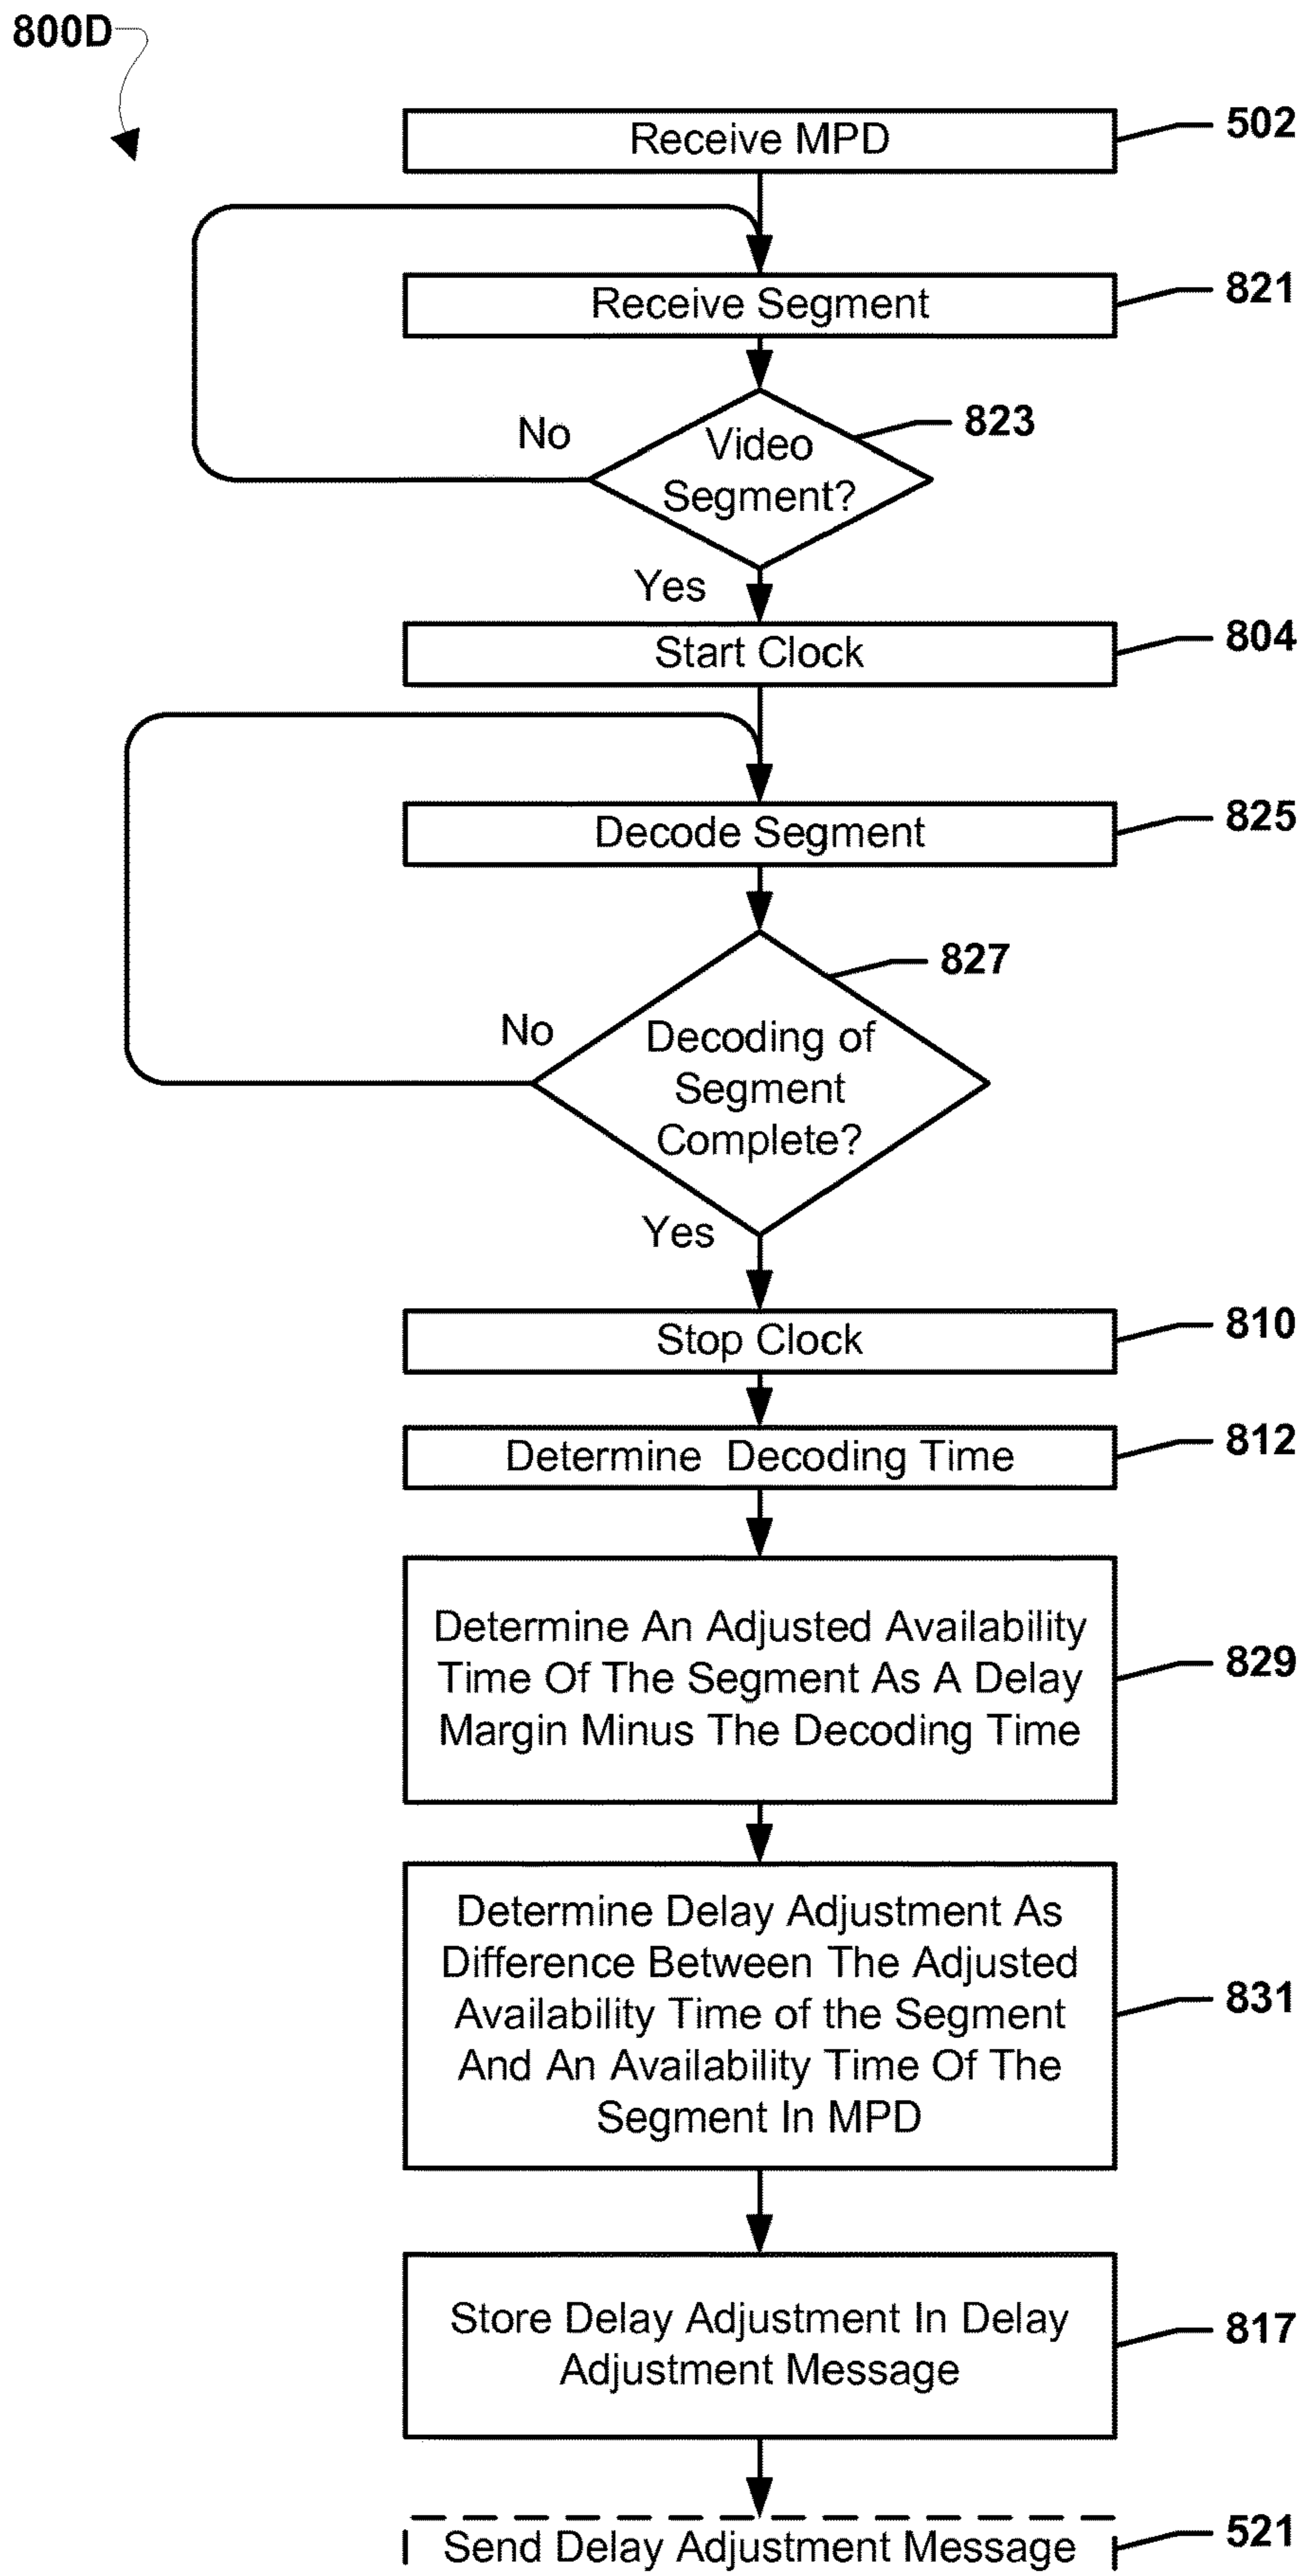 800D
Receive MPD
502
Receive Segment
821
No
Video
Segment?
823
Yes
Start Clock
804
Decode Segment
825
827
No
Decoding of
Segment
Complete?
Yes
Stop Clock
810
Determine Decoding Time
812
Determine An Adjusted Availability
Time Of The Segment As A Delay
Margin Minus The Decoding Time
829
Determine Delay Adjustment As
Difference Between The Adjusted
Availability Time of the Segment
And An Availability Time Of The
Segment In MPD
831
Store Delay Adjustment In Delay
Adjustment Message
817
Send Delay Adjustment Message
521